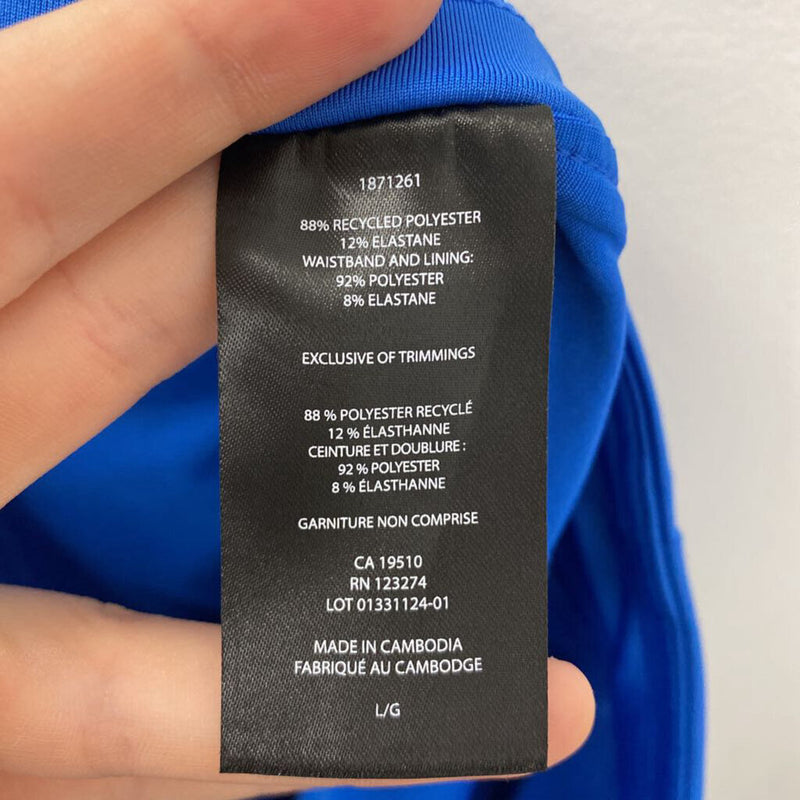 1871261
88% RECYCLED POLYESTER
12% ELASTANE
WAISTBAND AND LINING:
92% POLYESTER
8% ELASTANE
EXCLUSIVE OF TRIMMINGS
88 % POLYESTER RECYCLÉ
12 % ÉLASTHANNE
CEINTURE ET DOUBLURE :
92 % POLYESTER
8 % ÉLASTHANNE
GARNITURE NON COMPRISE
CA 19510
RN 123274
LOT 01331124-01
MADE IN CAMBODIA
FABRIQUÉ AU CAMBODGE
L/G